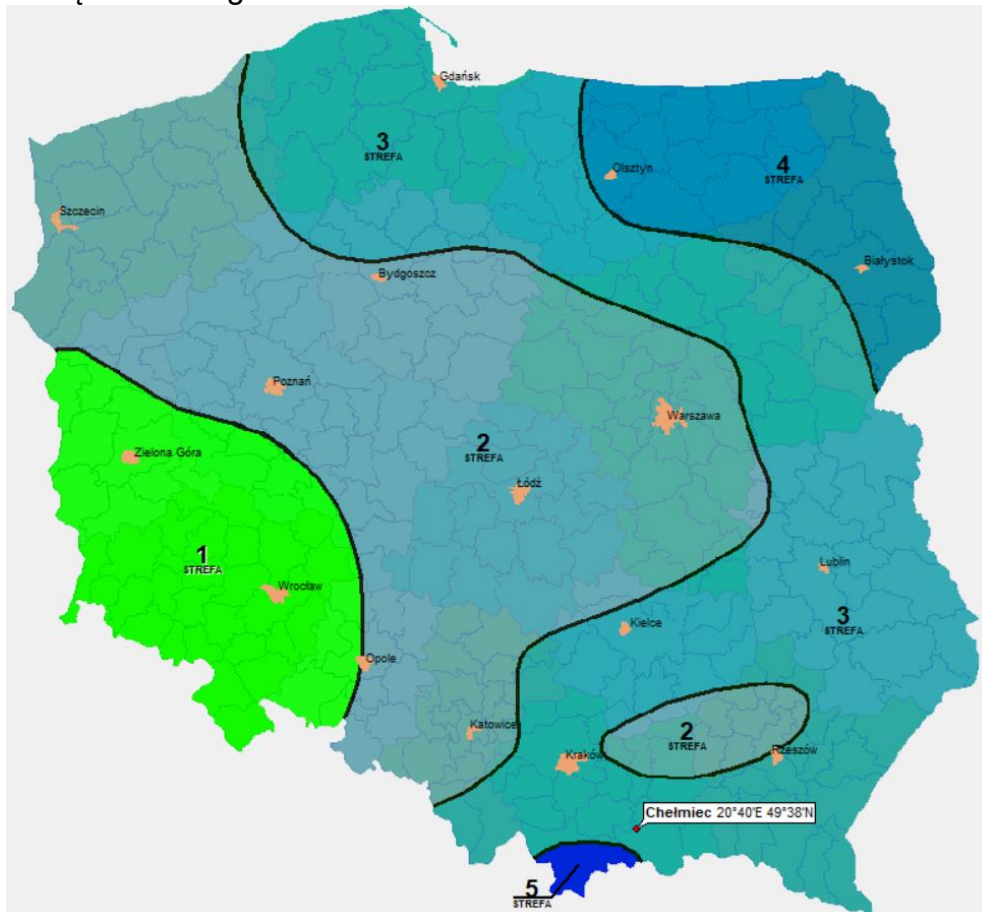 Gdańsk
3
STREFA
Olsztyn
4
STREFA
Szczecin
Białystok
Bydgoszcz
Poznań
Warszawa
2
STREFA
Zielona Góra
Łódź
1
STREFA
Wrocław
Lublin
3
STREFA
Kielce
Opole
Katowice
2
STREFA
Rzeszów
Kraków
Chełmiec 20°40'E 49°38'N
5
STREFA